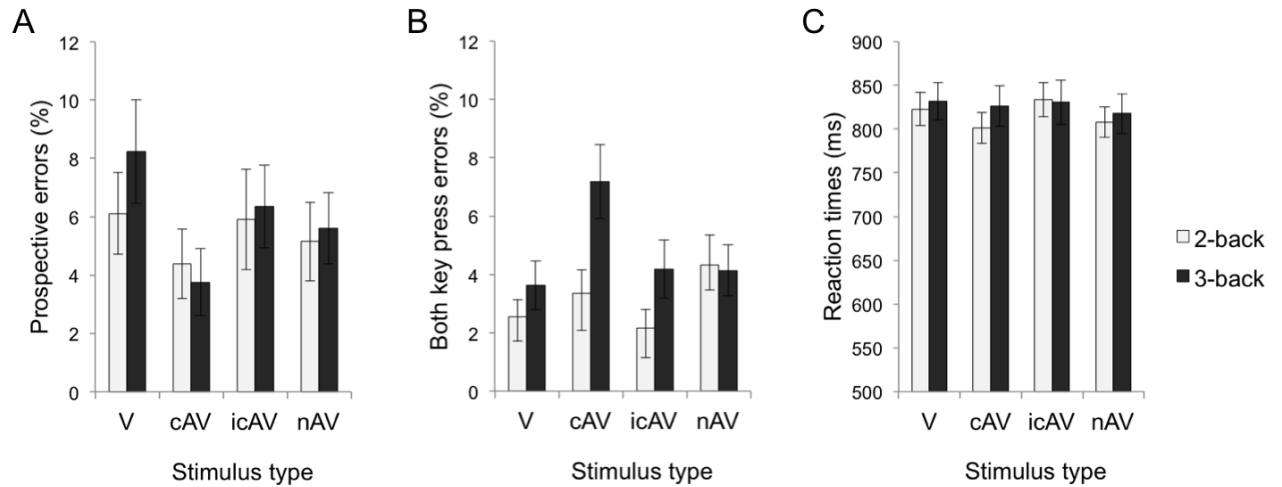 A
Prospective errors (%)
12
10
8
6
4
2
0
V cAV icAV nAV
Stimulus type
B
Both key press errors (%)
12
10
8
6
4
2
0
V cAV icAV nAV
Stimulus type
C
Reaction times (ms)
900
850
800
750
700
650
600
550
500
V cAV icAV nAV
Stimulus type
2-back
3-back